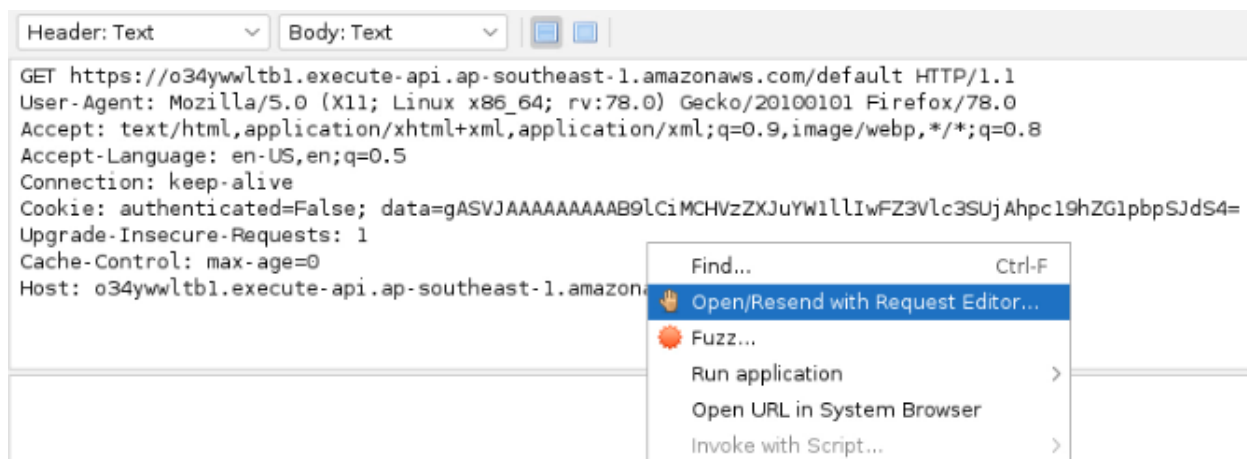 Header: Text Body: Text
GET https://o34ywwltb1.execute-api.ap-southeast-1.amazonaws.com/default HTTP/1.1
User-Agent: Mozilla/5.0 (X11; Linux x86_64; rv:78.0) Gecko/20100101 Firefox/78.0
Accept: text/html,application/xhtml+xml,application/xml;q=0.9,image/webp,*/*;q=0.8
Accept-Language: en-US,en;q=0.5
Connection: keep-alive
Cookie: authenticated=False; data=gASVJAAAAAAAAAB9lCiMCHVzZXJuYW1llIwFZ3Vlc3SUjAhpc19hZG1pbpSJdS4=
Upgrade-Insecure-Requests: 1
Cache-Control: max-age=0
Host: o34ywwltb1.execute-api.ap-southeast-1.amazon
Find... Ctrl-F
Open/Resend with Request Editor...
Fuzz...
Run application
Open URL in System Browser
Invoke with Script...